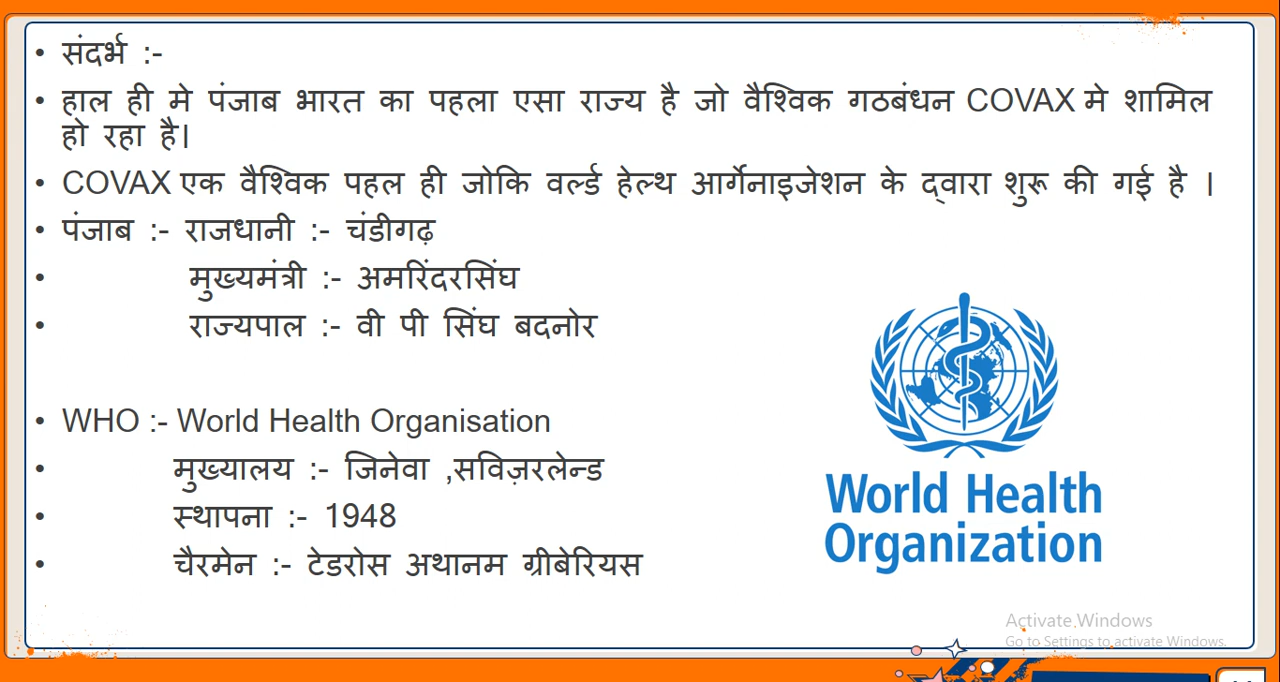 • संदर्भ :-
• हाल ही मे पंजाब भारत का पहला एसा राज्य है जो वैश्विक गठबंधन COVAX मे शामिल
हो रहा है।
• COVAX एक वैश्विक पहल ही जोकि वर्ल्ड हेल्थ आर्गेनाइजेशन के द्वारा शुरू की गई है ।
• पंजाब :- राजधानी :- चंडीगढ़
• मुख्यमंत्री :- अमरिंदरसिंघ
• राज्यपाल :- वी पी सिंघ बदनोर
• WHO :- World Health Organisation
• मुख्यालय :- जिनेवा ,सविज़रलेन्ड
• स्थापना :- 1948
• चैरमेन :- टेडरोस अथानम ग्रीबेरियस
World Health
Organization
Activate Windows
Go to Settings to activate Windows.